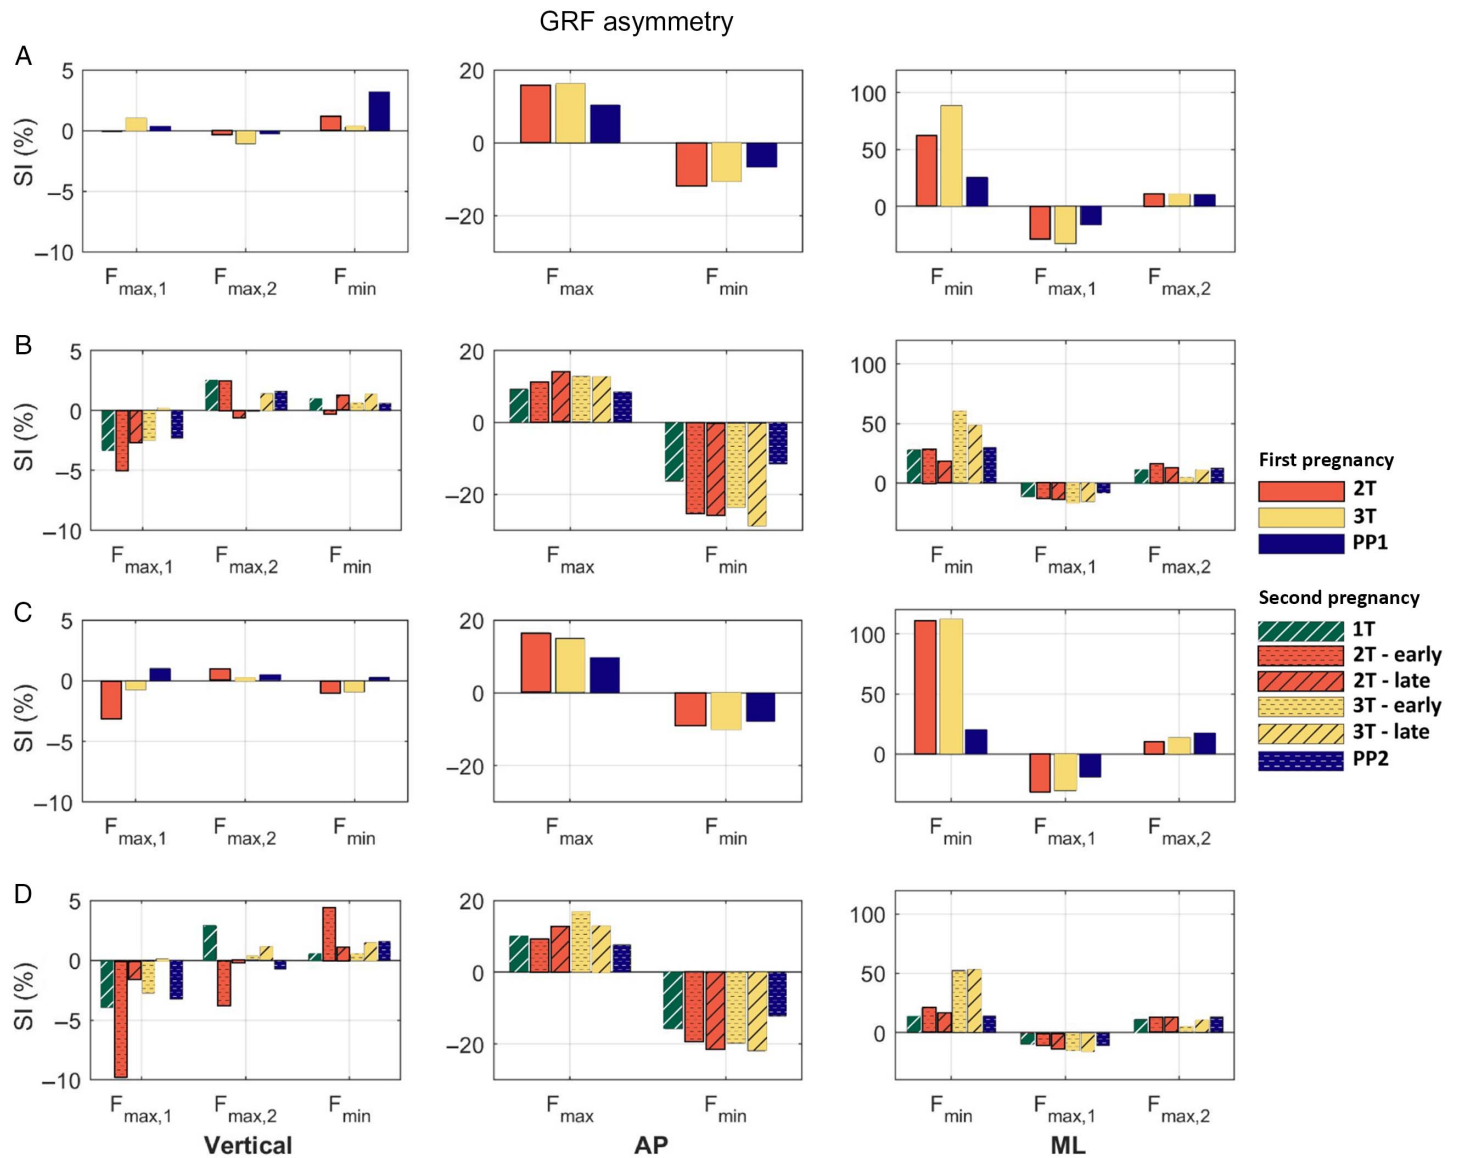 GRF asymmetry
A
SI (%)
5
0
–5
–10
F max,1
F max,2
F min
20
0
–20
F max
F min
100
50
0
F min
F max,1
F max,2
B
SI (%)
5
0
–5
–10
F max,1
F max,2
F min
20
0
–20
F max
F min
100
50
0
F min
F max,1
F max,2
First pregnancy
2T
3T
PP1
Second pregnancy
1T
2T - early
2T - late
3T - early
3T - late
PP2
C
SI (%)
5
0
–5
–10
F max,1
F max,2
F min
20
0
–20
F max
F min
100
50
0
F min
F max,1
F max,2
D
SI (%)
5
0
–5
–10
F max,1
F max,2
F min
Vertical
20
0
–20
F max
F min
AP
100
50
0
F min
F max,1
F max,2
ML